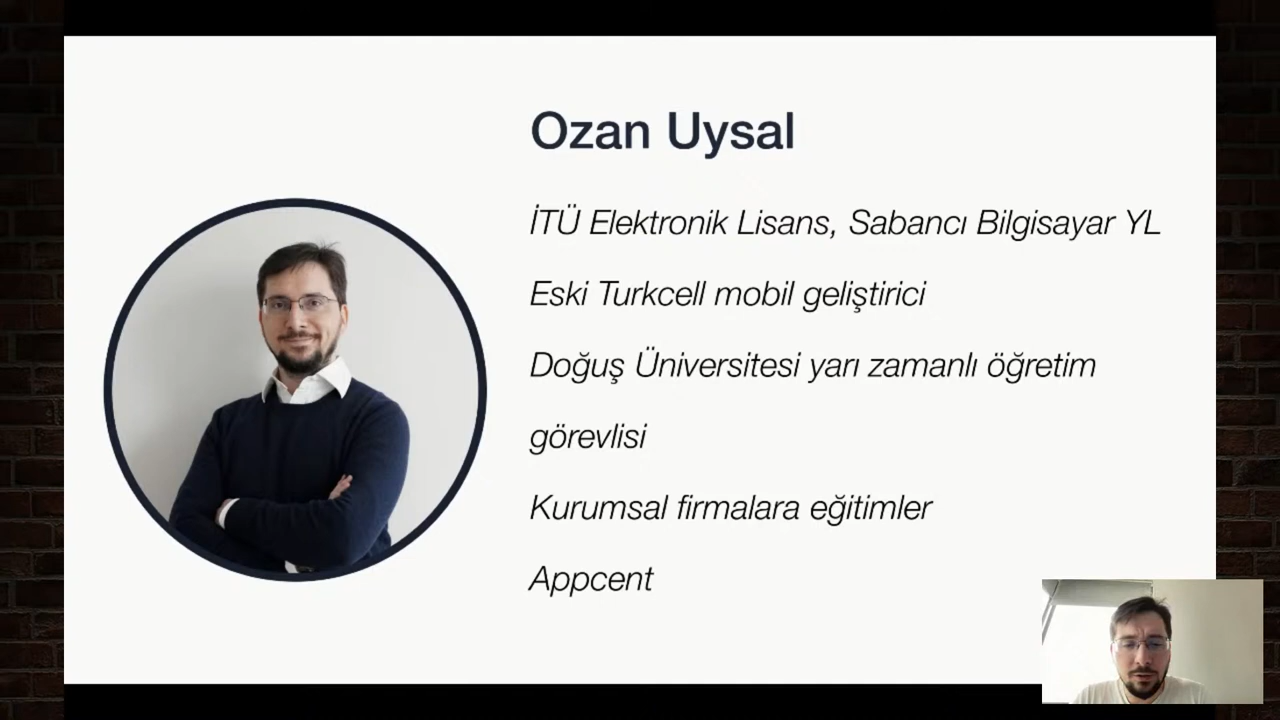 Ozan Uysal
İTÜ Elektronik Lisans, Sabancı Bilgisayar YL
Eski Turkcell mobil geliştirici
Doğuş Üniversitesi yarı zamanlı öğretim
görevlisi
Kurumsal firmalara eğitimler
Appcent